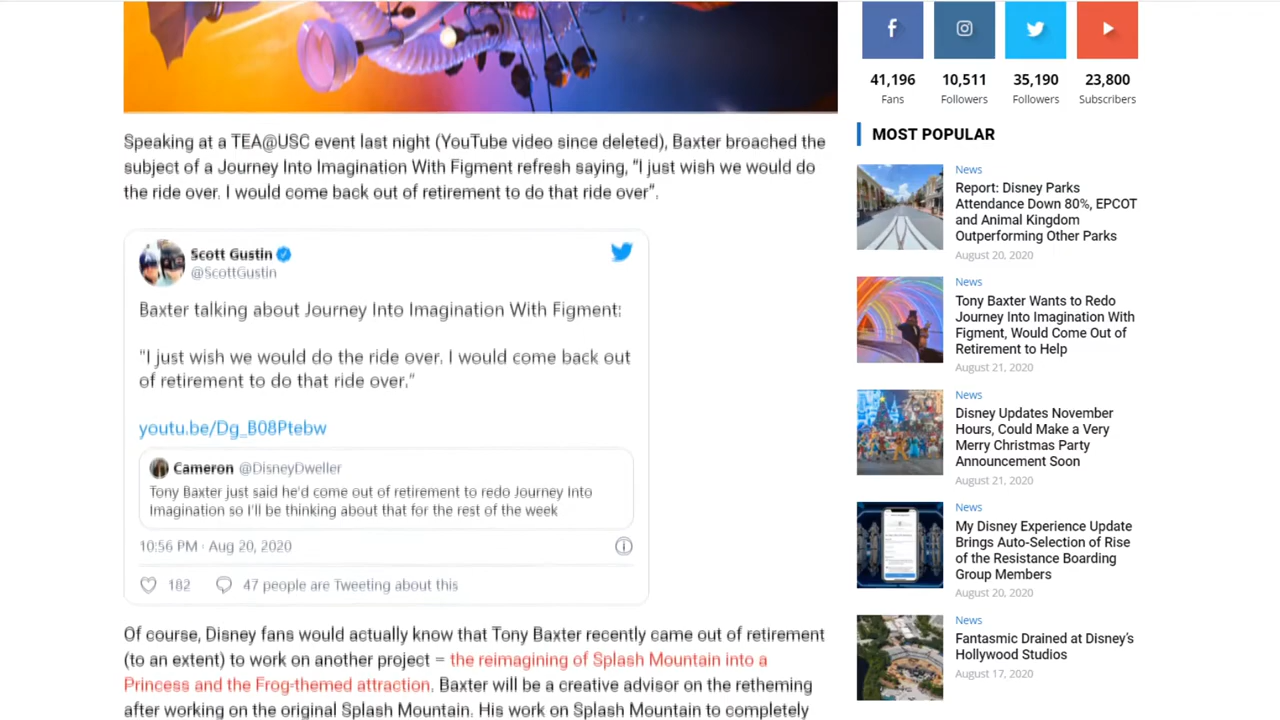 Speaking at a TEA@USC event last night (YouTube video since deleted), Baxter broached the
subject of a Journey Into Imagination With Figment refresh saying, “I just wish we would do
the ride over. I would come back out of retirement to do that ride over”.
Scott Gustin
@ScottGustin
Baxter talking about Journey Into Imagination With Figment:
"I just wish we would do the ride over. I would come back out
of retirement to do that ride over."
youtu.be/Dg_B08Ptebw
Cameron @DisneyDweller
Tony Baxter just said he'd come out of retirement to redo Journey Into
Imagination so I'll be thinking about that for the rest of the week
10:56 PM · Aug 20, 2020
182 47 people are Tweeting about this
Of course, Disney fans would actually know that Tony Baxter recently came out of retirement
(to an extent) to work on another project – the reimagining of Splash Mountain into a
Princess and the Frog-themed attraction. Baxter will be a creative advisor on the retheming
after working on the original Splash Mountain. His work on Splash Mountain to completely
41,196 10,511 35,190 23,800
Fans Followers Followers Subscribers
MOST POPULAR
News
Report: Disney Parks
Attendance Down 80%, EPCOT
and Animal Kingdom
Outperforming Other Parks
August 20, 2020
News
Tony Baxter Wants to Redo
Journey Into Imagination With
Figment, Would Come Out of
Retirement to Help
August 21, 2020
News
Disney Updates November
Hours, Could Make a Very
Merry Christmas Party
Announcement Soon
August 21, 2020
News
My Disney Experience Update
Brings Auto-Selection of Rise
of the Resistance Boarding
Group Members
August 20, 2020
News
Fantasmic Drained at Disney’s
Hollywood Studios
August 17, 2020